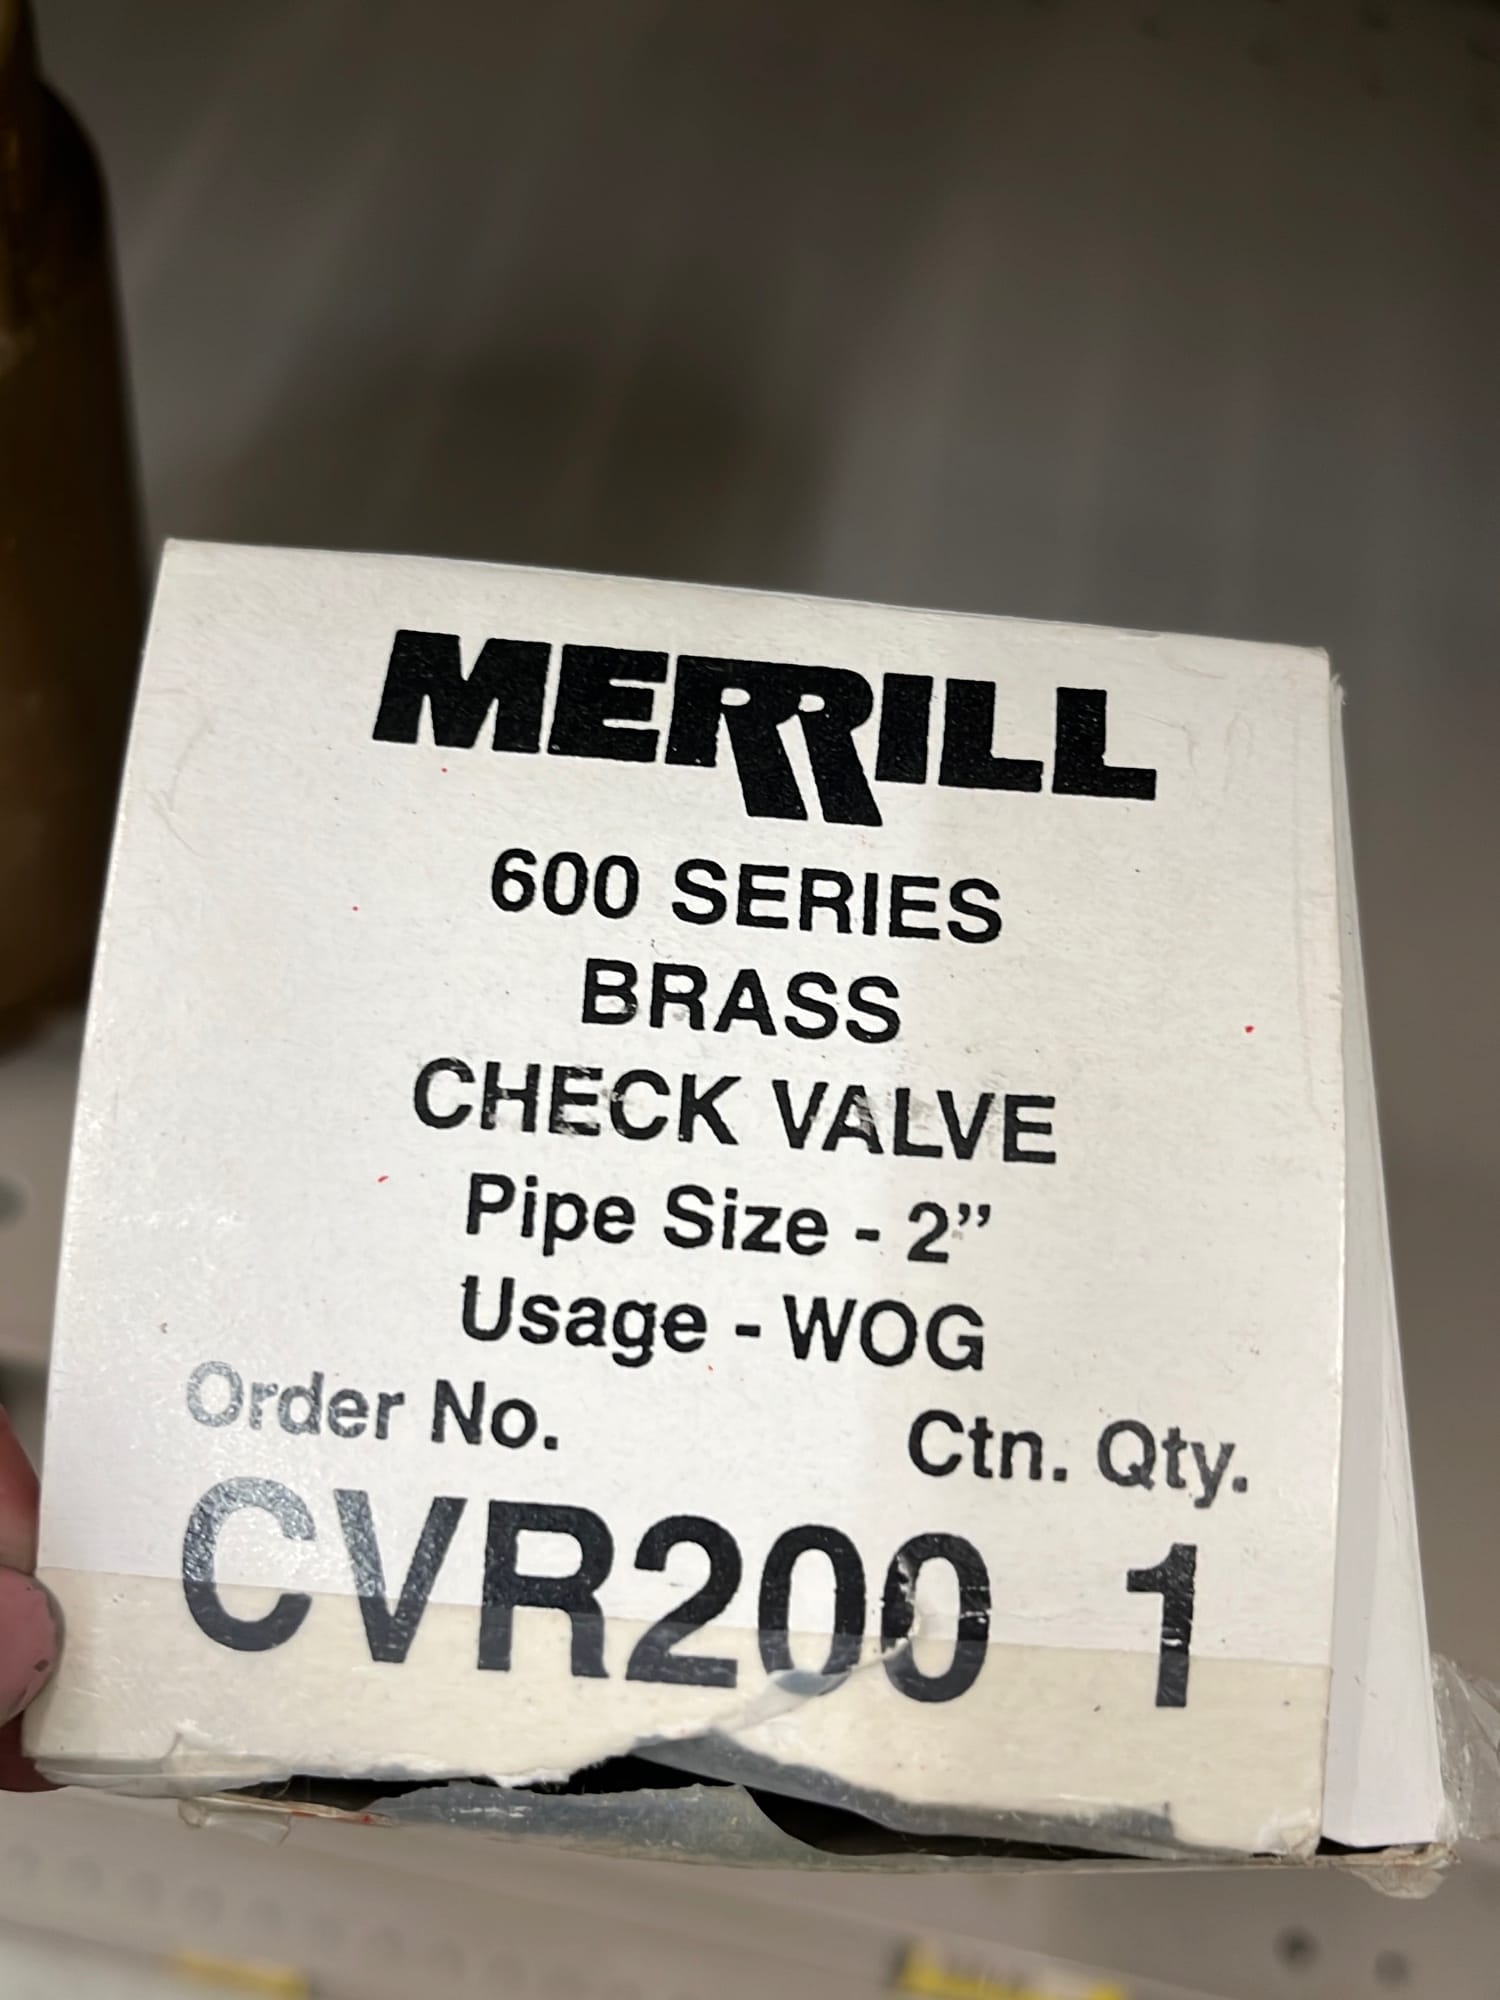 MERRILL
600 SERIES
BRASS
CHECK VALVE
Pipe Size - 2”
Usage - WOG
Order No. Ctn. Qty.
CVR200 1